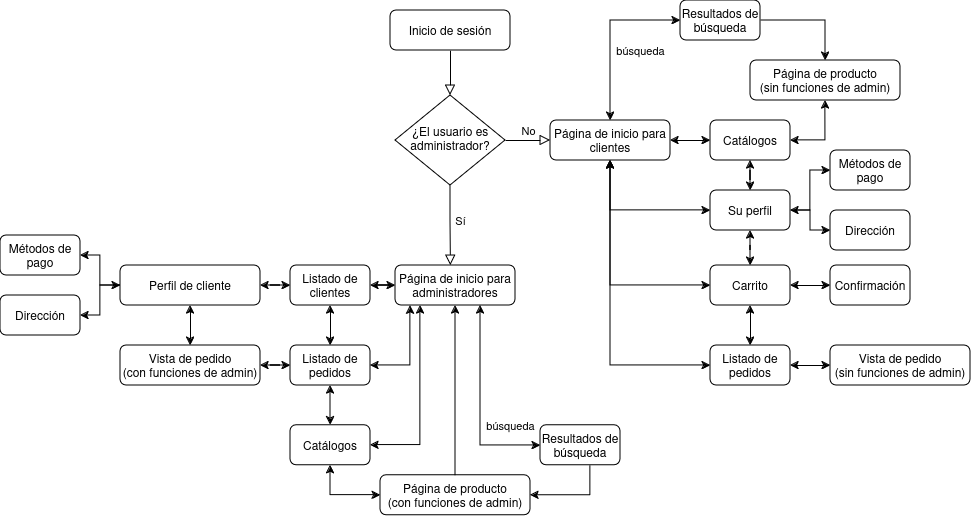 Inicio de sesión
¿El usuario es
administrador?
No
Sí
Resultados de
búsqueda
búsqueda
Página de producto
(sin funciones de admin)
Página de inicio para
clientes
Catálogos
Métodos de
pago
Su perfil
Dirección
Carrito
Confirmación
Listado de
pedidos
Vista de pedido
(sin funciones de admin)
Métodos de
pago
Dirección
Perfil de cliente
Listado de
clientes
Página de inicio para
administradores
Vista de pedido
(con funciones de admin)
Listado de
pedidos
Catálogos
búsqueda
Resultados de
búsqueda
Página de producto
(con funciones de admin)